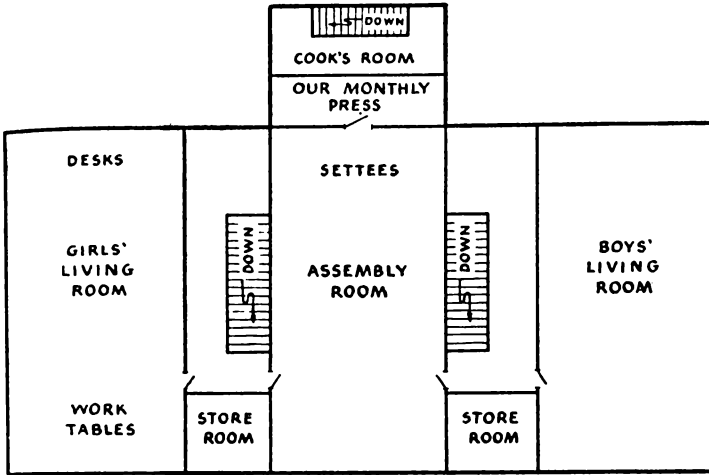 DOWN
COOK'S ROOM
OUR MONTHLY
PRESS
DESKS
SETTEES
GIRLS'
LIVING
ROOM
DOWN
ASSEMBLY
ROOM
DOWN
BOYS'
LIVING
ROOM
WORK
TABLES
STORE
ROOM
STORE
ROOM